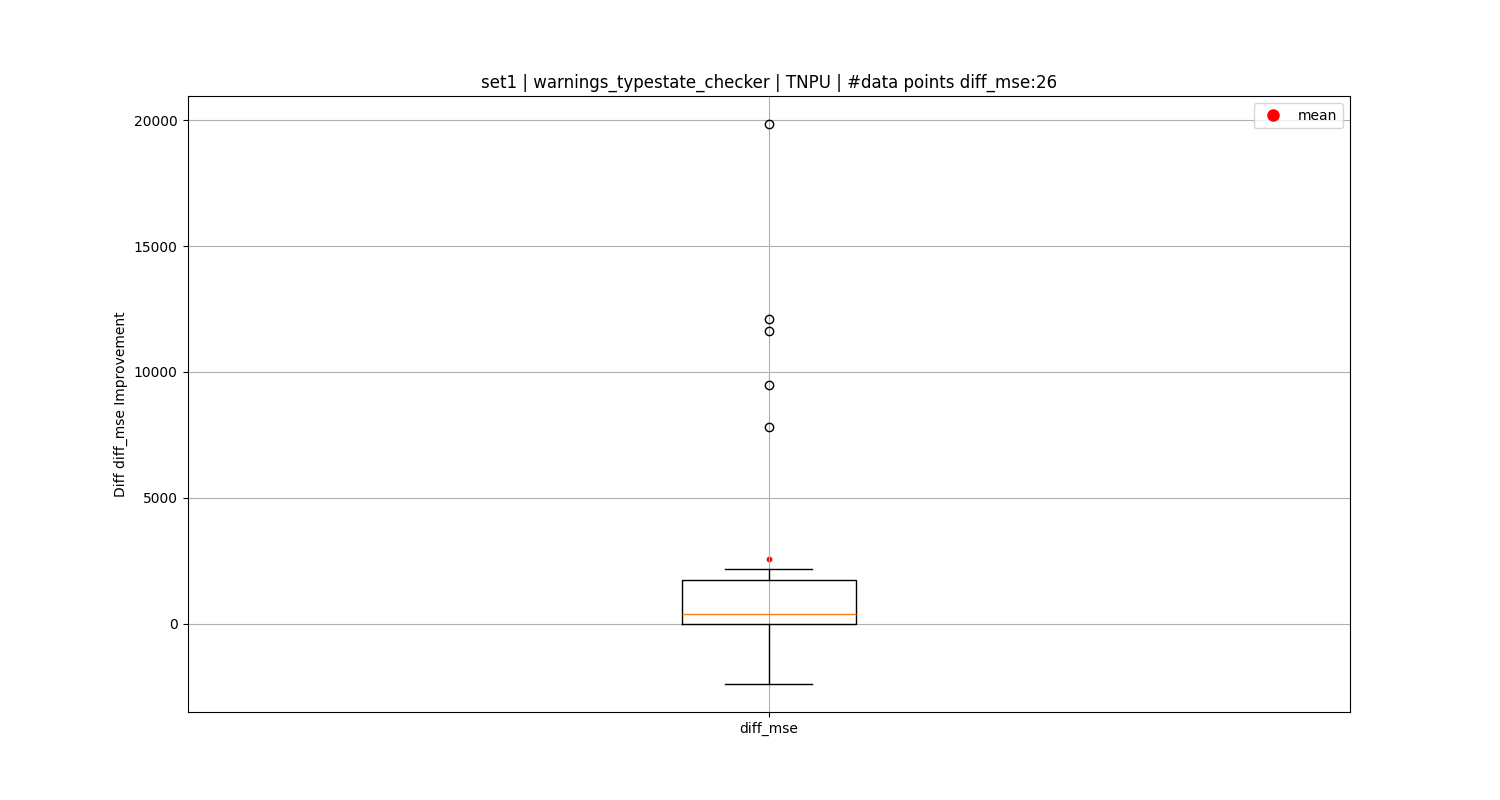 set1 | warnings_typestate_checker | TNPU | #data points diff_mse:26
mean
20000
15000
10000
5000
0
Diff diff_mse Improvement
diff_mse